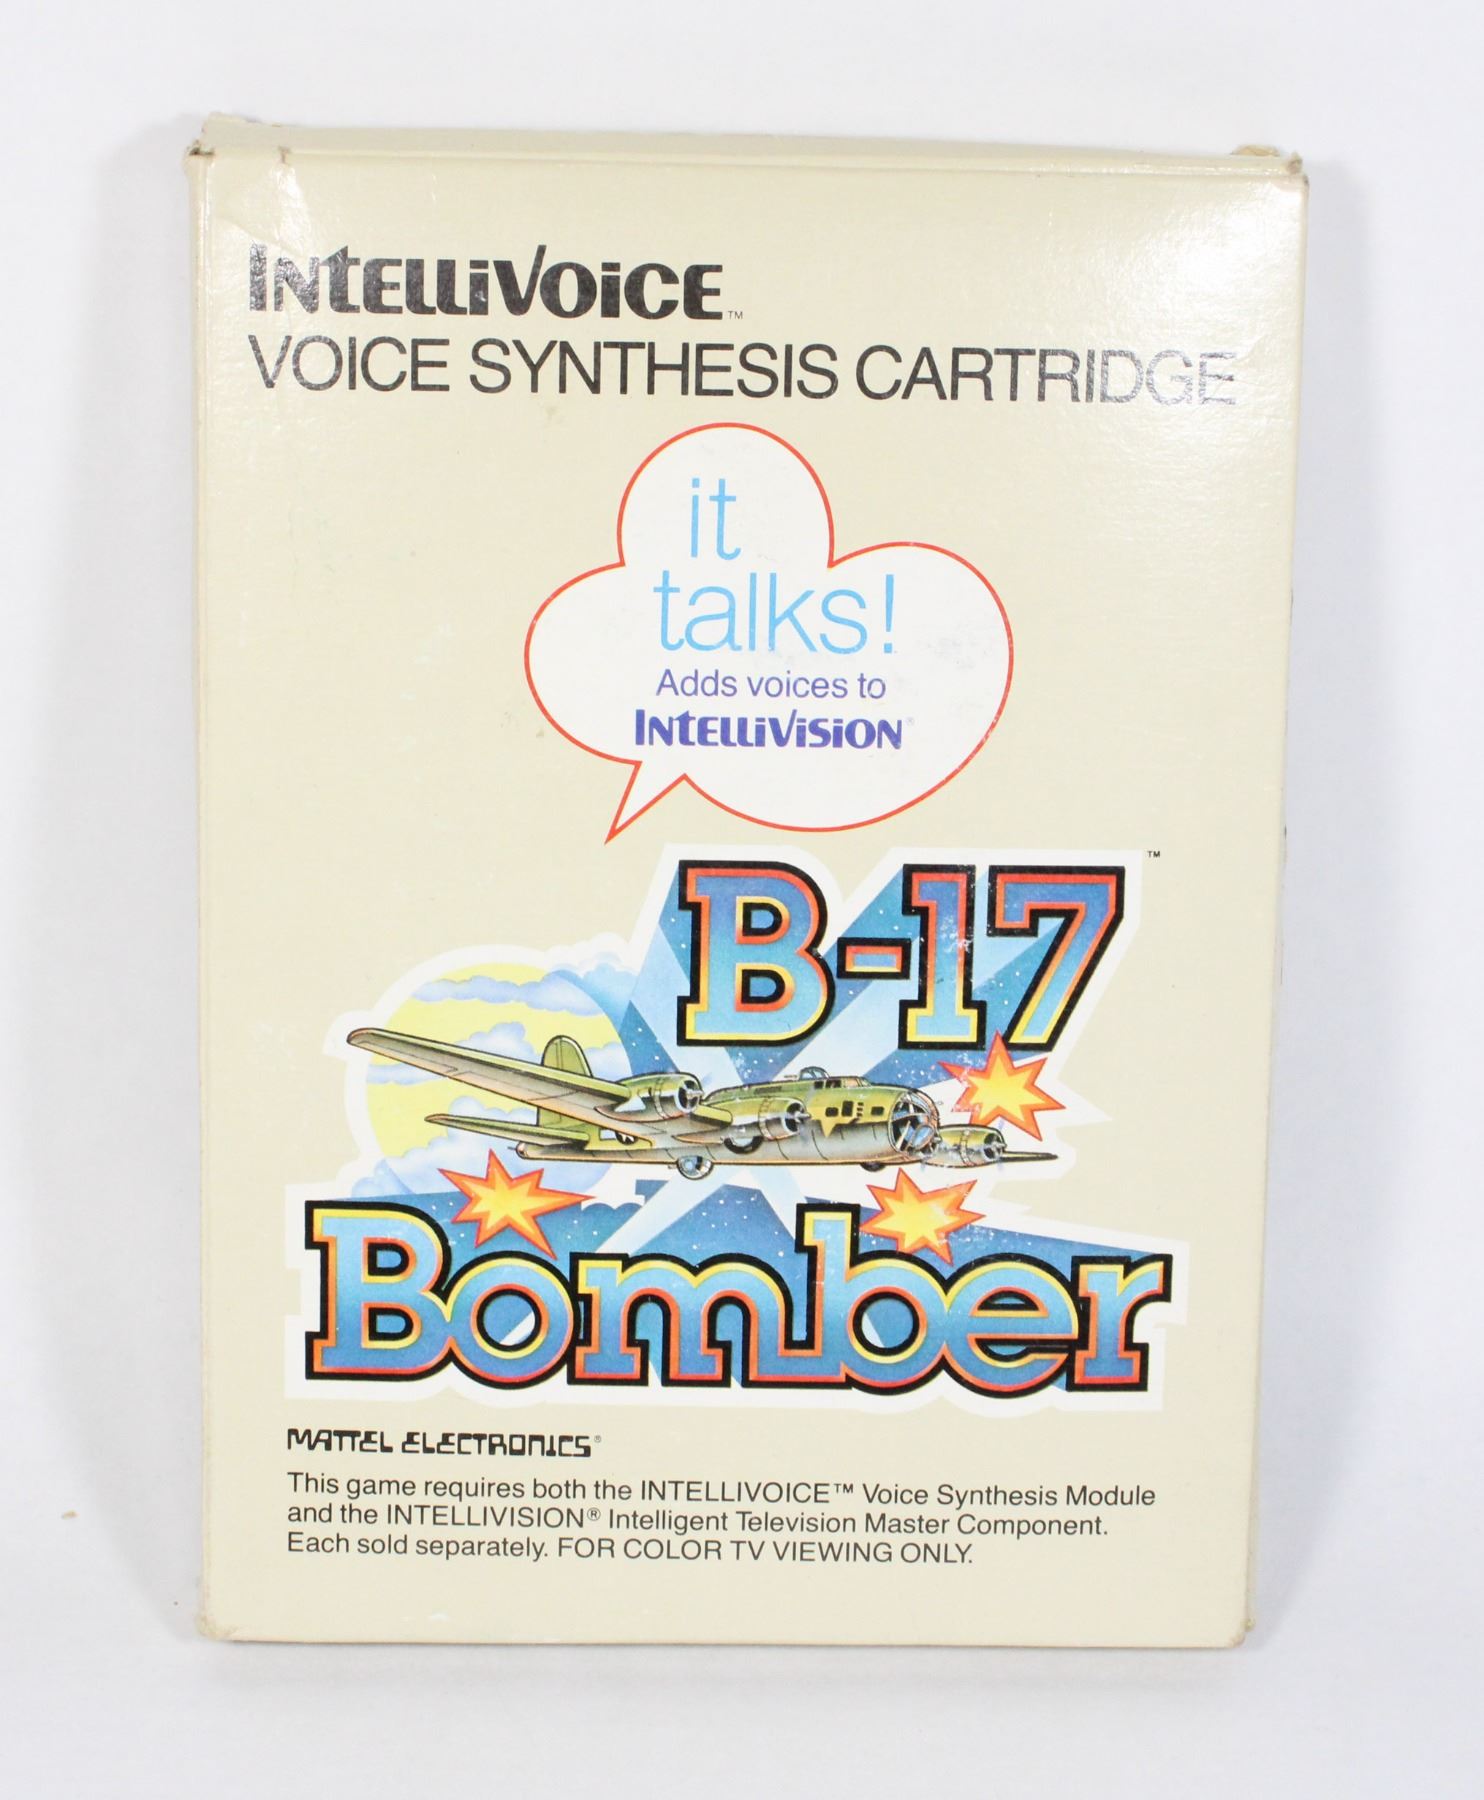 INTELLIVOICE™
VOICE SYNTHESIS CARTRIDGE
it
talks!
Adds voices to
INTELLIVISION®
B-17™
Bomber
MATTEL ELECTRONICS®
This game requires both the INTELLIVOICE™ Voice Synthesis Module
and the INTELLIVISION® Intelligent Television Master Component.
Each sold separately. FOR COLOR TV VIEWING ONLY.